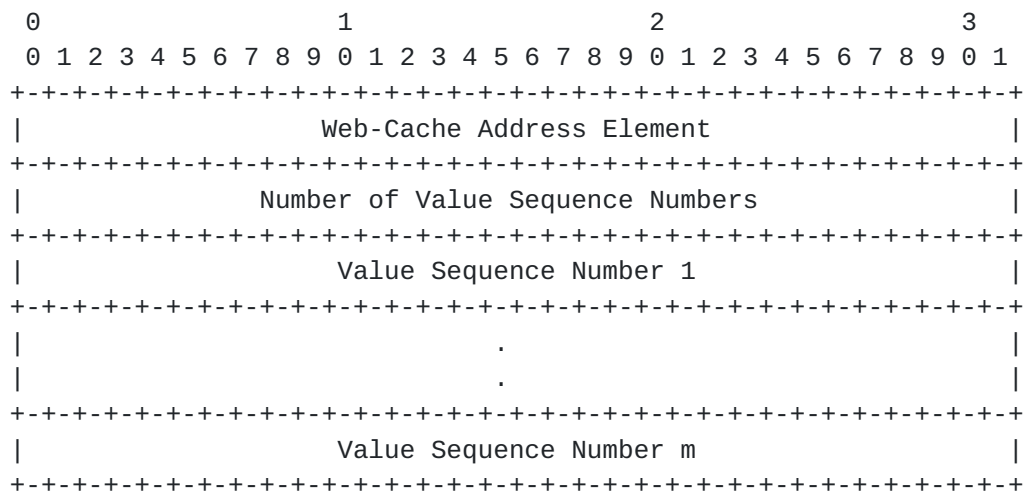 0                   1                   2                   3
 0 1 2 3 4 5 6 7 8 9 0 1 2 3 4 5 6 7 8 9 0 1 2 3 4 5 6 7 8 9 0 1
+-+-+-+-+-+-+-+-+-+-+-+-+-+-+-+-+-+-+-+-+-+-+-+-+-+-+-+-+-+-+-+-+
|                   Web-Cache Address Element                   |
+-+-+-+-+-+-+-+-+-+-+-+-+-+-+-+-+-+-+-+-+-+-+-+-+-+-+-+-+-+-+-+-+
|               Number of Value Sequence Numbers                |
+-+-+-+-+-+-+-+-+-+-+-+-+-+-+-+-+-+-+-+-+-+-+-+-+-+-+-+-+-+-+-+-+
|                    Value Sequence Number 1                    |
+-+-+-+-+-+-+-+-+-+-+-+-+-+-+-+-+-+-+-+-+-+-+-+-+-+-+-+-+-+-+-+-+
|                              .                                |
|                              .                                |
+-+-+-+-+-+-+-+-+-+-+-+-+-+-+-+-+-+-+-+-+-+-+-+-+-+-+-+-+-+-+-+-+
|                    Value Sequence Number m                    |
+-+-+-+-+-+-+-+-+-+-+-+-+-+-+-+-+-+-+-+-+-+-+-+-+-+-+-+-+-+-+-+-+